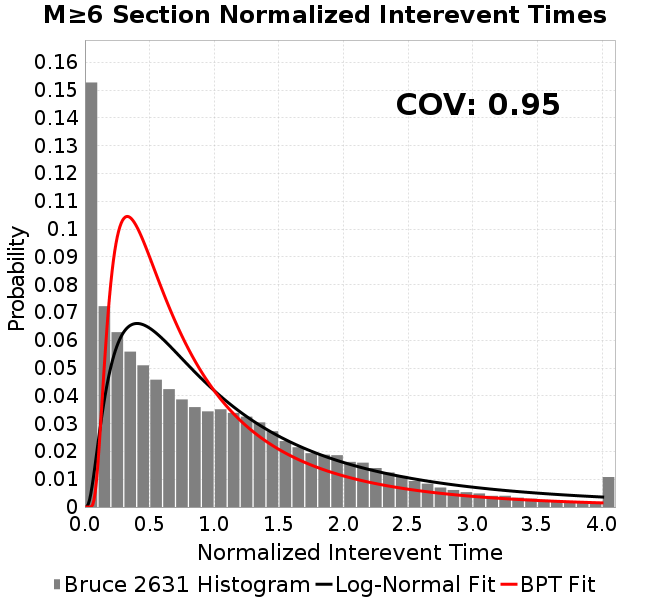 M≥6 Section Normalized Interevent Times
COV: 0.95
Probability
0.16
0.15
0.14
0.13
0.12
0.11
0.1
0.09
0.08
0.07
0.06
0.05
0.04
0.03
0.02
0.01
0
0.0 0.5 1.0 1.5 2.0 2.5 3.0 3.5 4.0
Normalized Interevent Time
Bruce 2631 Histogram Log-Normal Fit BPT Fit